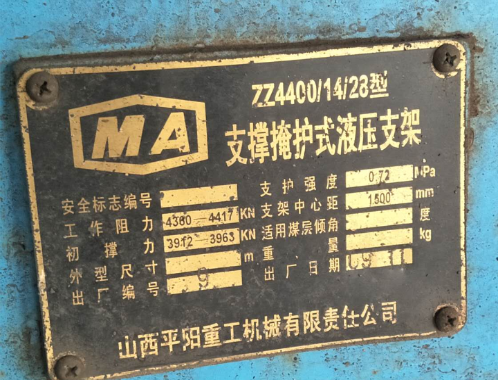 MA
ZZ4400/14/28型
支撑掩护式液压支架
安全标志编号 支护强度 0.72 MPa
工作阻力 4360—4417 KN 支架中心距 1500 mm
初撑力 3912—3963 KN 适用煤层倾角 度
外型尺寸 m 重量 kg
出厂编号 9 出厂日期 09
山西平阳重工机械有限责任公司